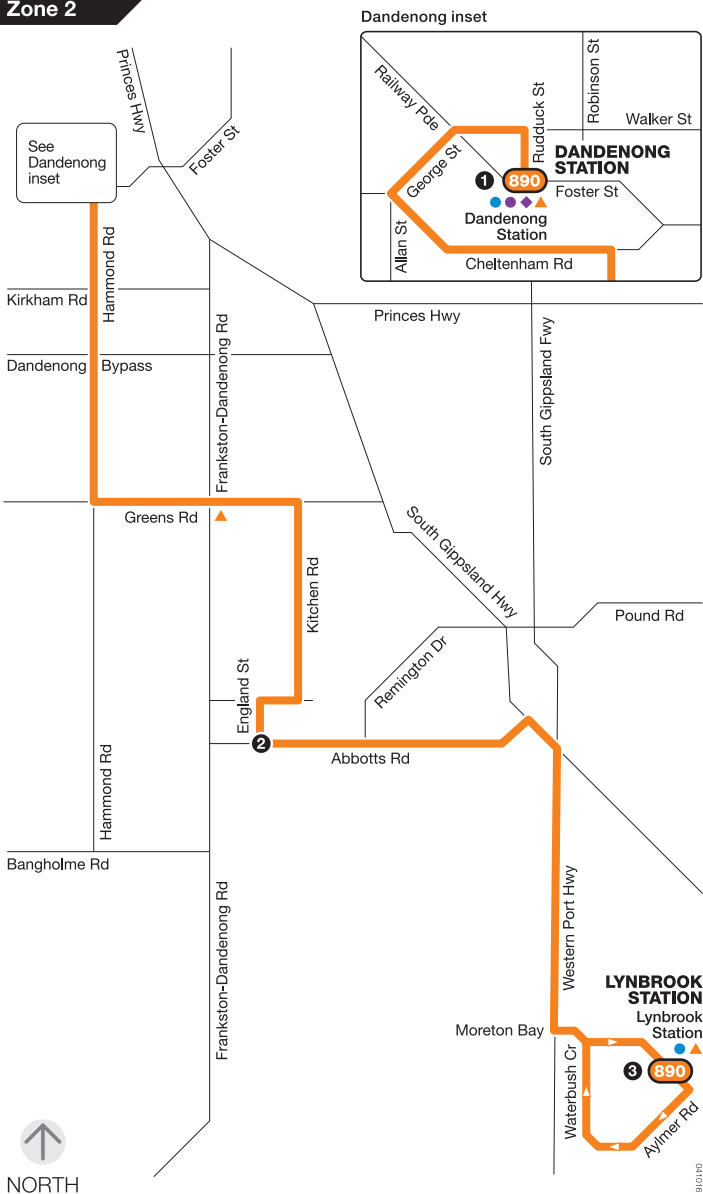 Zone 2
Dandenong inset
Princes Hwy
Foster St
See
Dandenong
inset
Railway Pde
Rudduck St
Robinson St
Walker St
George St
DANDENONG
STATION
1
890
Foster St
Dandenong
Station
Allan St
Cheltenham Rd
Hammond Rd
Kirkham Rd
Princes Hwy
Frankston-Dandenong Rd
South Gippsland Fwy
Dandenong Bypass
Greens Rd
South Gippsland Hwy
Kitchen Rd
Pound Rd
Remington Dr
England St
2
Abbotts Rd
Hammond Rd
Bangholme Rd
Frankston-Dandenong Rd
Western Port Hwy
LYNBROOK
STATION
Lynbrook
Station
Moreton Bay
3
890
Waterbush Cr
Aylmer Rd
NORTH
041016